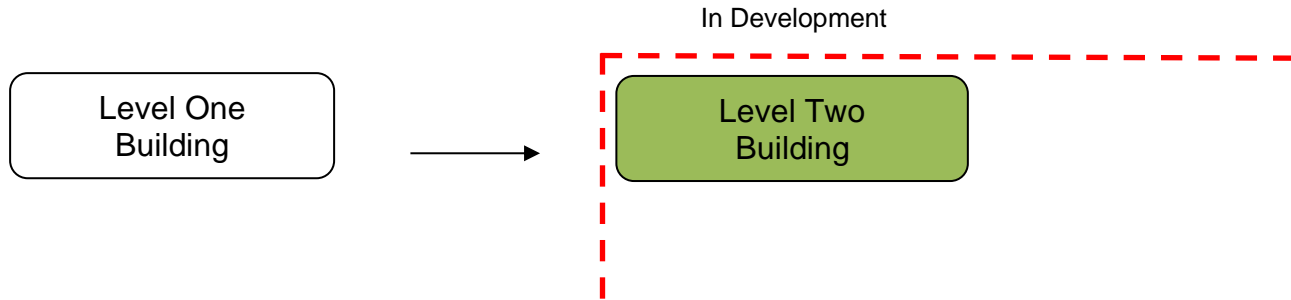 In Development
Level One
Building
Level Two
Building